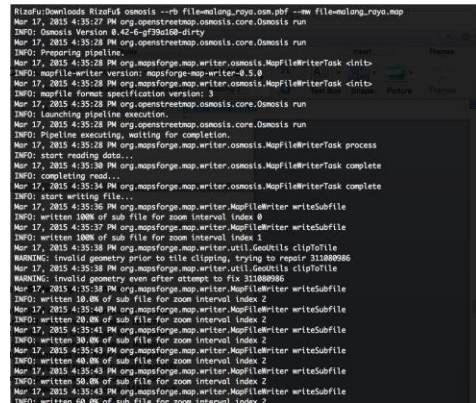 RizaFu:Downloads RizaFu$ osmosis --rb file=malang_raya.osm.pbf --mw file=malang_raya.map
Mar 17, 2015 4:35:27 PM org.openstreetmap.osmosis.core.Osmosis run
INFO: Osmosis Version 0.42-6-gf39a160-dirty
Mar 17, 2015 4:35:28 PM org.openstreetmap.osmosis.core.Osmosis run
INFO: Preparing pipeline.
Mar 17, 2015 4:35:28 PM org.mapsforge.map.writer.osmosis.MapFileWriterTask <init>
INFO: mapfile-writer version: mapsforge-map-writer-0.5.0
Mar 17, 2015 4:35:28 PM org.mapsforge.map.writer.osmosis.MapFileWriterTask <init>
INFO: mapfile format specification version: 3
Mar 17, 2015 4:35:28 PM org.openstreetmap.osmosis.core.Osmosis run
INFO: Launching pipeline execution.
Mar 17, 2015 4:35:28 PM org.openstreetmap.osmosis.core.Osmosis run
INFO: Pipeline executing, waiting for completion.
Mar 17, 2015 4:35:28 PM org.mapsforge.map.writer.osmosis.MapFileWriterTask process
INFO: start reading data...
Mar 17, 2015 4:35:30 PM org.mapsforge.map.writer.osmosis.MapFileWriterTask complete
INFO: completing read...
Mar 17, 2015 4:35:34 PM org.mapsforge.map.writer.osmosis.MapFileWriterTask complete
INFO: start writing file...
Mar 17, 2015 4:35:36 PM org.mapsforge.map.writer.MapFileWriter writeSubfile
INFO: written 100% of sub file for zoom interval index 0
Mar 17, 2015 4:35:37 PM org.mapsforge.map.writer.MapFileWriter writeSubfile
INFO: written 100% of sub file for zoom interval index 1
Mar 17, 2015 4:35:38 PM org.mapsforge.map.writer.util.GeoUtils clipToTile
WARNING: invalid geometry prior to tile clipping, trying to repair 311080986
Mar 17, 2015 4:35:38 PM org.mapsforge.map.writer.util.GeoUtils clipToTile
WARNING: invalid geometry even after attempt to fix 311080986
Mar 17, 2015 4:35:38 PM org.mapsforge.map.writer.MapFileWriter writeSubfile
INFO: written 10.0% of sub file for zoom interval index 2
Mar 17, 2015 4:35:40 PM org.mapsforge.map.writer.MapFileWriter writeSubfile
INFO: written 20.0% of sub file for zoom interval index 2
Mar 17, 2015 4:35:41 PM org.mapsforge.map.writer.MapFileWriter writeSubfile
INFO: written 30.0% of sub file for zoom interval index 2
Mar 17, 2015 4:35:43 PM org.mapsforge.map.writer.MapFileWriter writeSubfile
INFO: written 40.0% of sub file for zoom interval index 2
Mar 17, 2015 4:35:43 PM org.mapsforge.map.writer.MapFileWriter writeSubfile
INFO: written 50.0% of sub file for zoom interval index 2
Mar 17, 2015 4:35:43 PM org.mapsforge.map.writer.MapFileWriter writeSubfile
INFO: written 60.0% of sub file for zoom interval index 2
Insert
Themes
Text Box
Shape
Picture
Themes